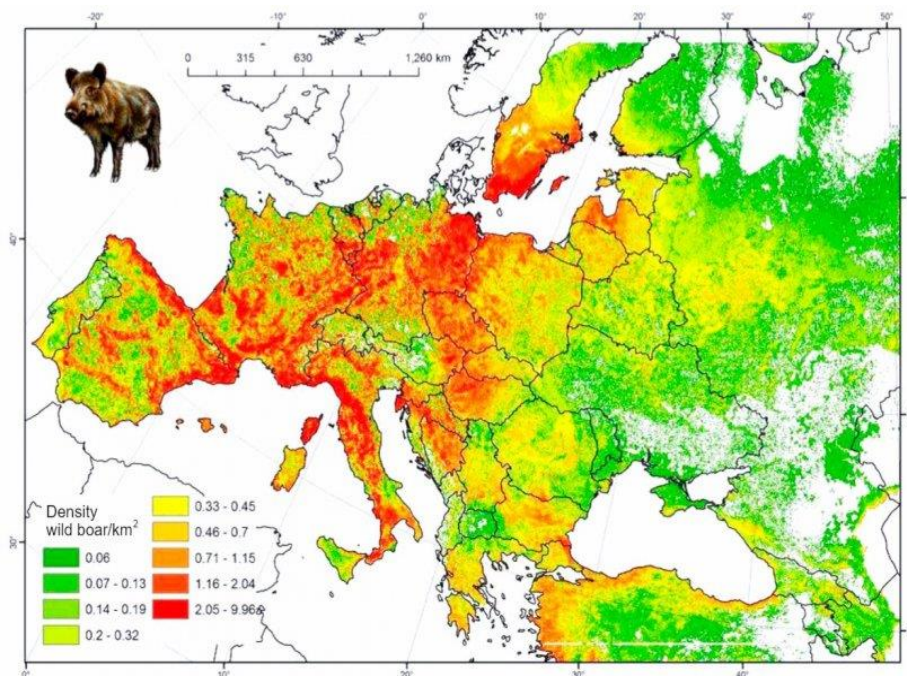 -20° -10° 0° 10° 20° 30° 40° 50°
0 315 630 1,260 km
40°
30°
Density
wild boar/km²
0.06
0.07 - 0.13
0.14 - 0.19
0.2 - 0.32
0.33 - 0.45
0.46 - 0.7
0.71 - 1.15
1.16 - 2.04
2.05 - 9.96
0° 10° 20° 30° 40°